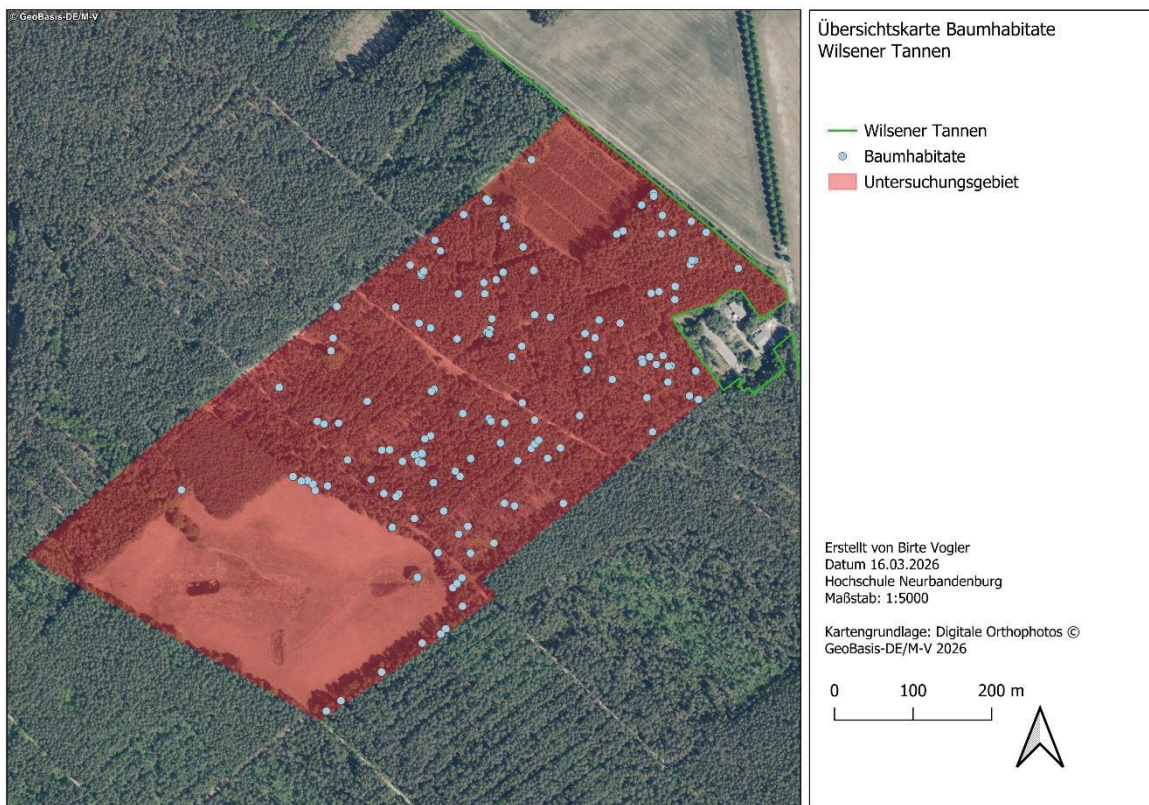 © GeoBasis-DE/M-V
Übersichtskarte Baumhabitate
Wilsener Tannen
Wilsener Tannen
Baumhabitate
Untersuchungsgebiet
Erstellt von Birte Vogler
Datum 16.03.2026
Hochschule Neurbandenburg
Maßstab: 1:5000
Kartengrundlage: Digitale Orthophotos ©
GeoBasis-DE/M-V 2026
0 100 200 m